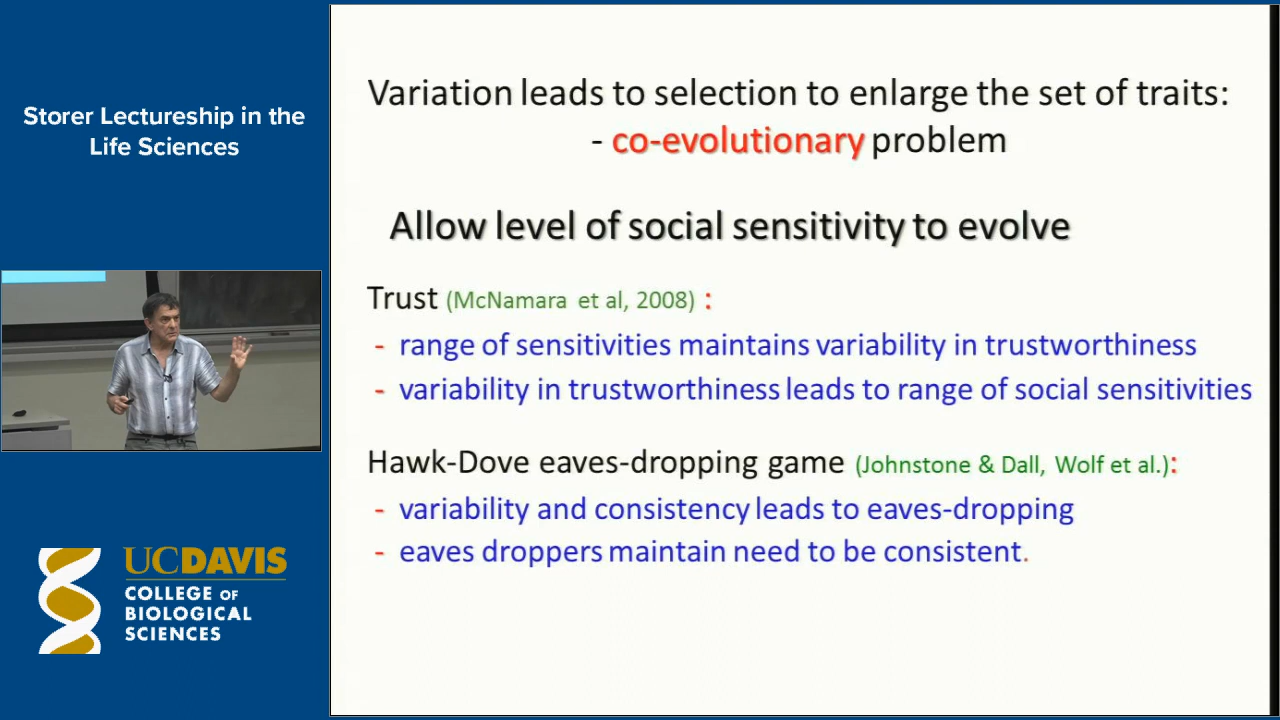 Storer Lectureship in the
Life Sciences
UCDAVIS
COLLEGE OF
BIOLOGICAL
SCIENCES
Variation leads to selection to enlarge the set of traits:
- co-evolutionary problem
Allow level of social sensitivity to evolve
Trust (McNamara et al, 2008) :
- range of sensitivities maintains variability in trustworthiness
- variability in trustworthiness leads to range of social sensitivities
Hawk-Dove eaves-dropping game (Johnstone & Dall, Wolf et al.):
- variability and consistency leads to eaves-dropping
- eaves droppers maintain need to be consistent.